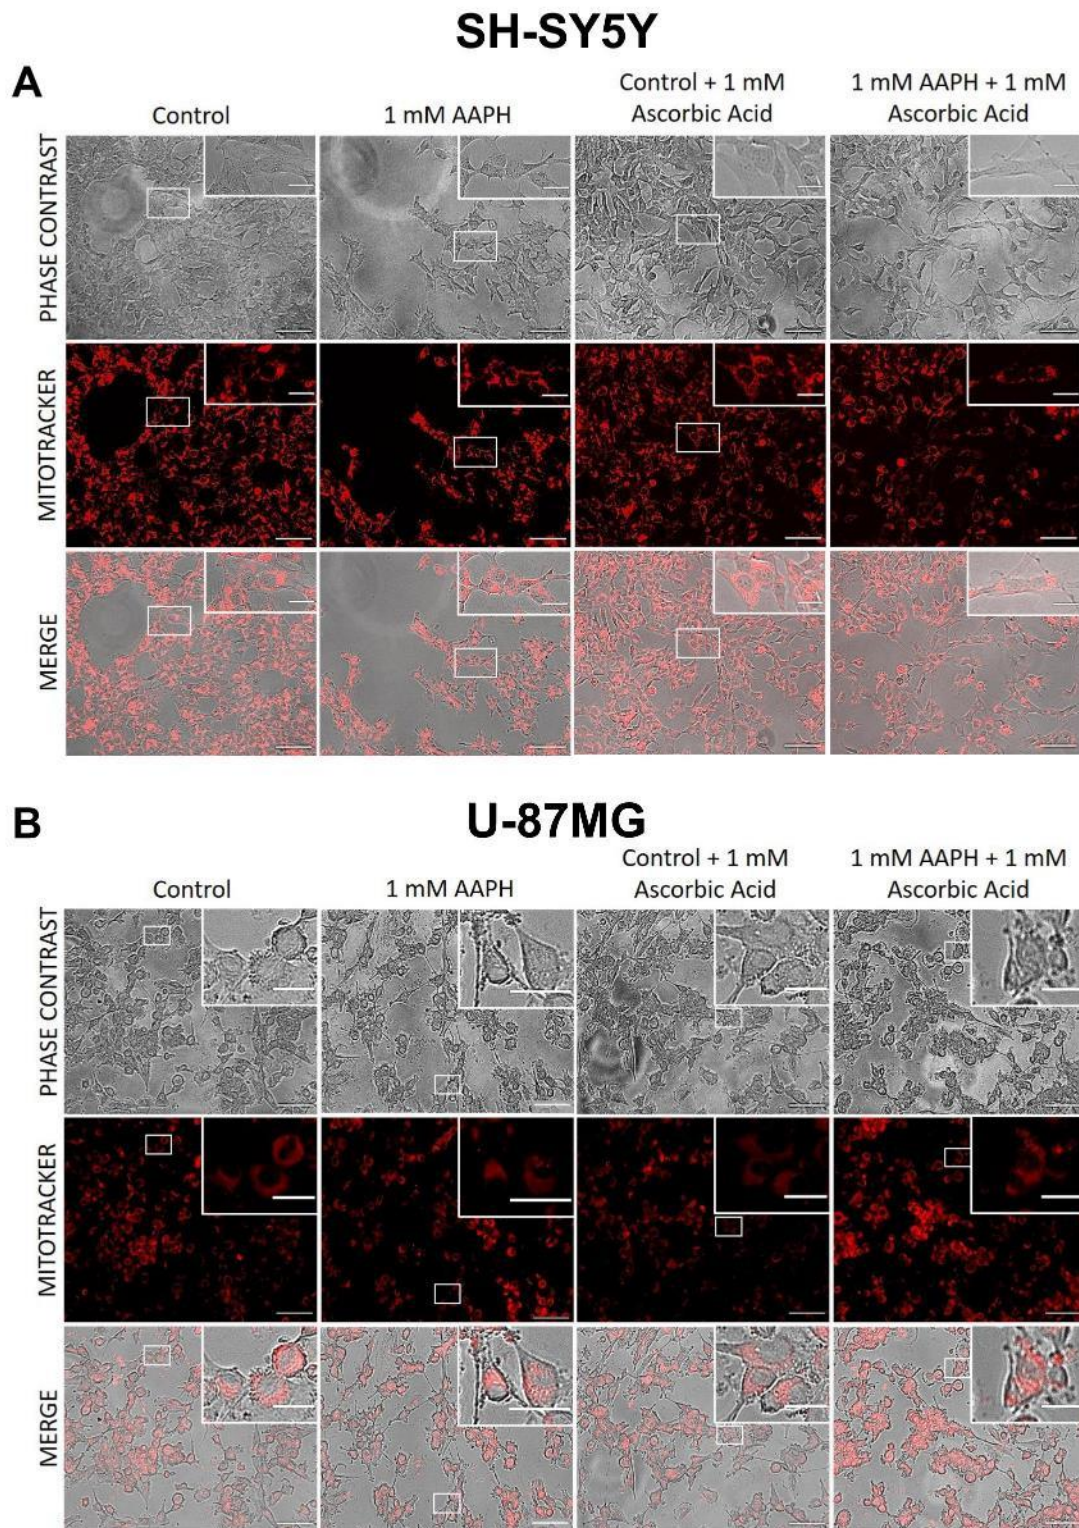 SH-SY5Y
A
Control
1 mM AAPH
Control + 1 mM
Ascorbic Acid
1 mM AAPH + 1 mM
Ascorbic Acid
PHASE CONTRAST
MITOTRACKER
MERGE
B
U-87MG
Control
1 mM AAPH
Control + 1 mM
Ascorbic Acid
1 mM AAPH + 1 mM
Ascorbic Acid
PHASE CONTRAST
MITOTRACKER
MERGE